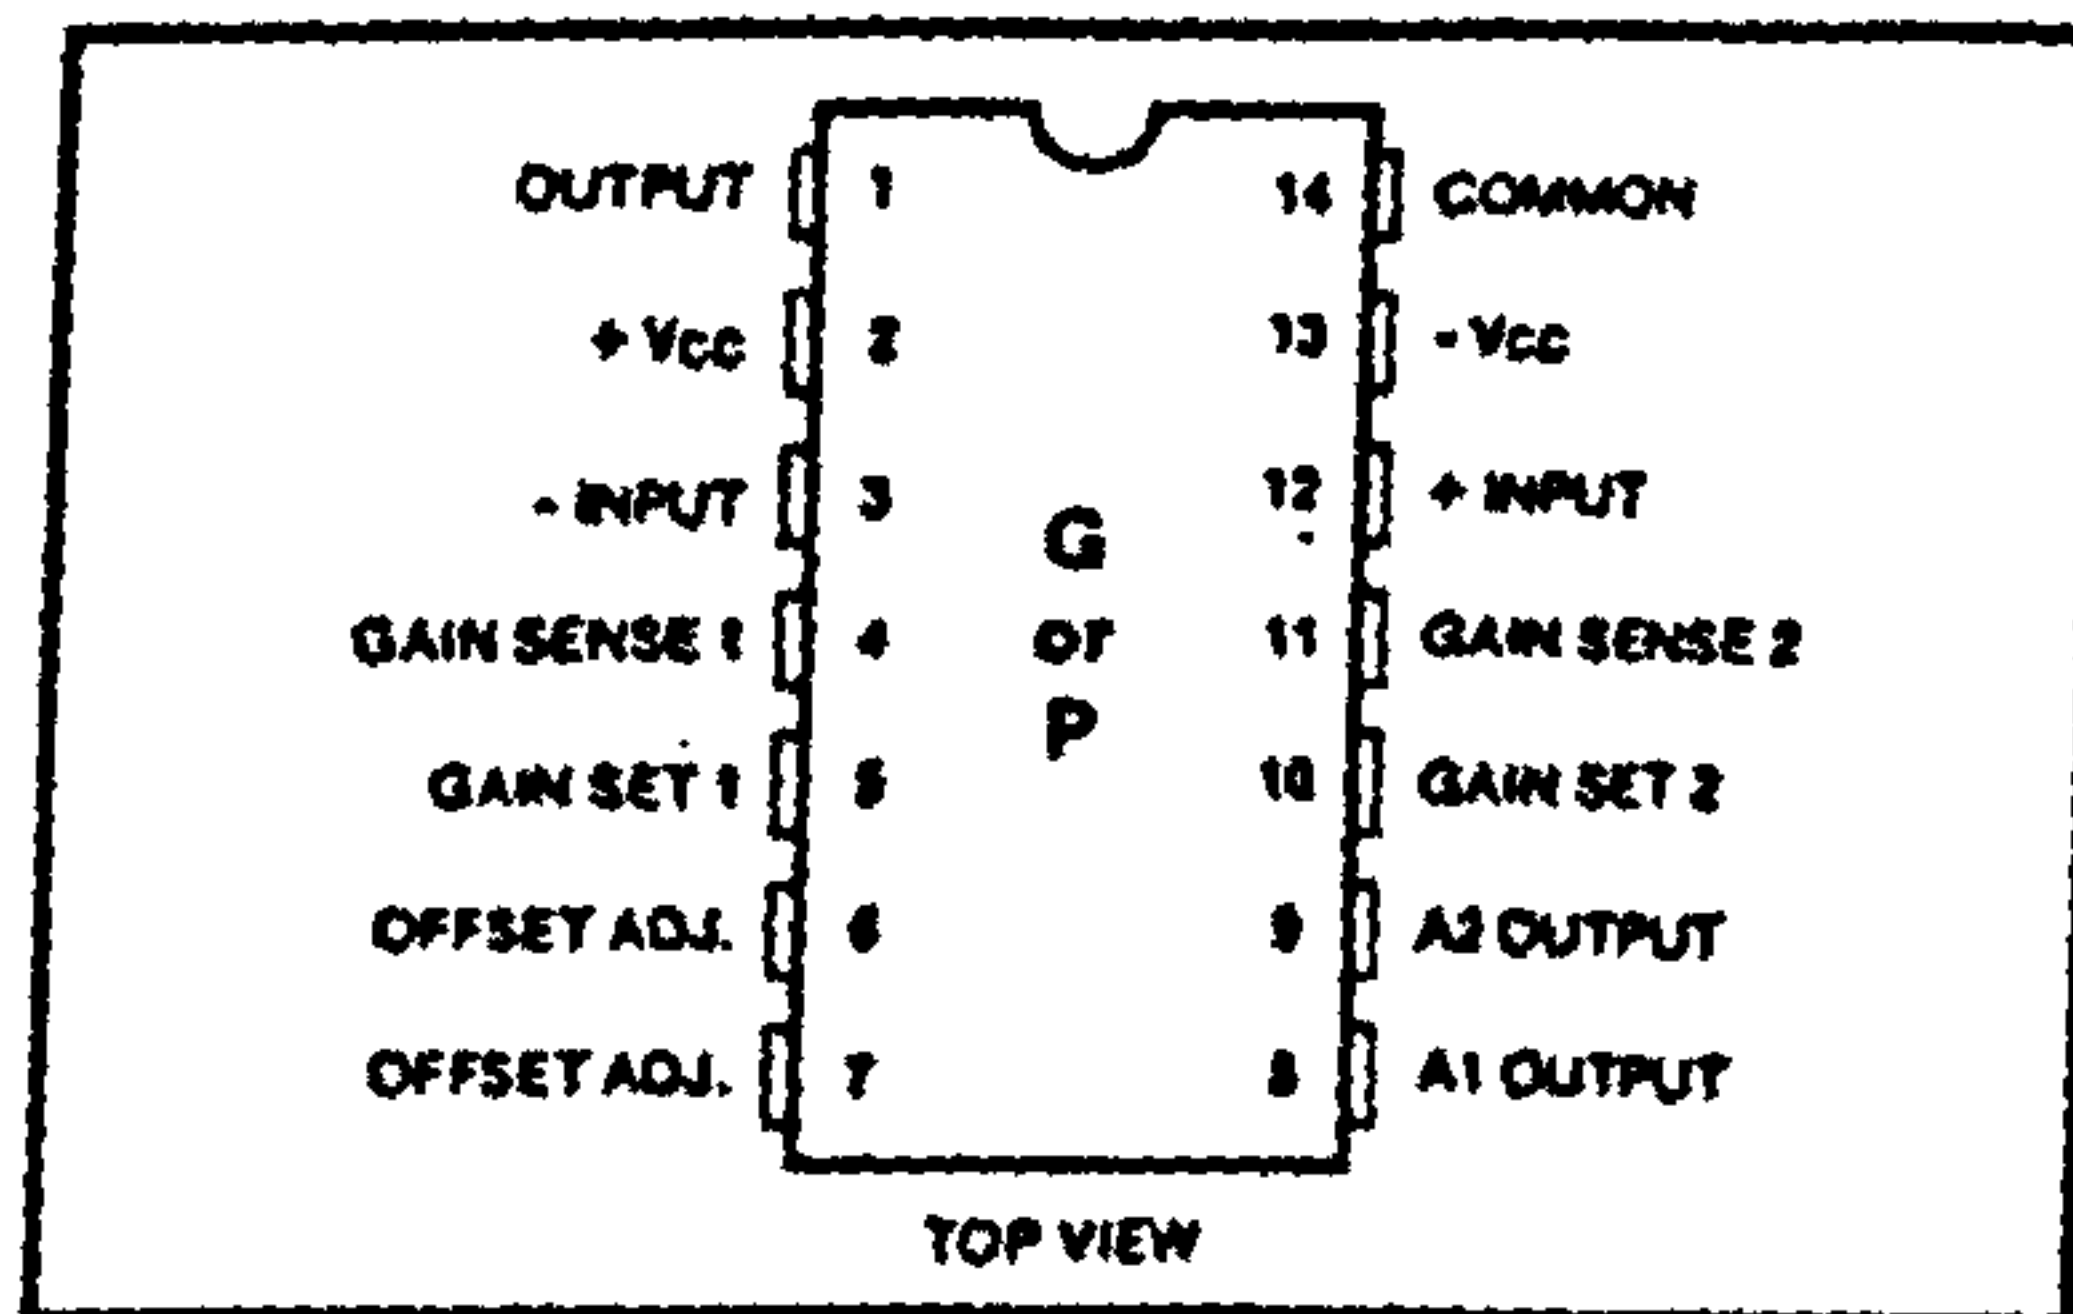 OUTPUT 1 14 COMMON
+ VCC 2 13 - VCC
- INPUT 3 12 + INPUT
G
GAIN SENSE 1 4 or 11 GAIN SENSE 2
P
GAIN SET 1 5 10 GAIN SET 2
OFFSET ADJ. 6 9 A2 OUTPUT
OFFSET ADJ. 7 8 A1 OUTPUT
TOP VIEW